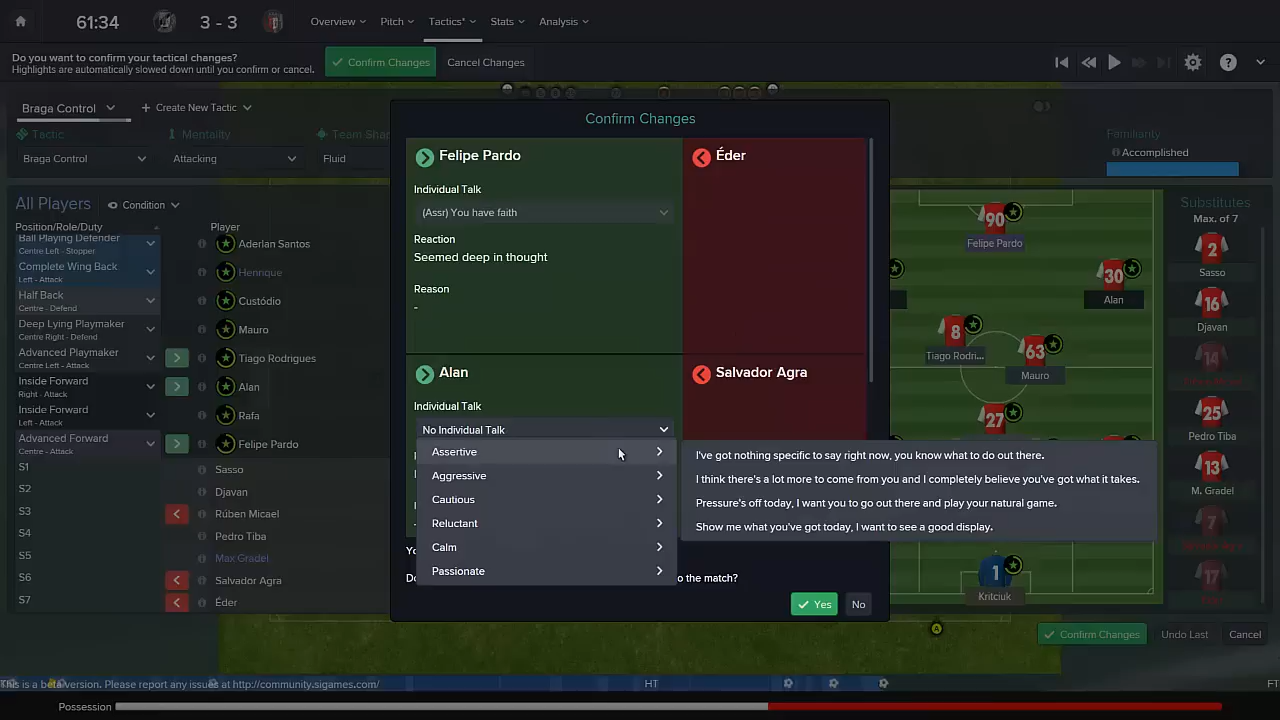 61:34
3 - 3
Overview
Pitch
Tactics*
Stats
Analysis
Do you want to confirm your tactical changes?
Highlights are automatically slowed down until you confirm or cancel.
Confirm Changes
Cancel Changes
?
Braga Control
Create New Tactic
Tactic
Mentality
Team Sha
Familiarity
Braga Control
Attacking
Fluid
Accomplished
Confirm Changes
Felipe Pardo
Individual Talk
(Assr) You have faith
Reaction
Seemed deep in thought
Reason
-
Éder
Alan
Individual Talk
No Individual Talk
Salvador Agra
Assertive
Aggressive
Cautious
Reluctant
Calm
Passionate
I've got nothing specific to say right now, you know what to do out there.
I think there's a lot more to come from you and I completely believe you've got what it takes.
Pressure's off today, I want you to go out there and play your natural game.
Show me what you've got today, I want to see a good display.
Yo
Do
o the match?
Yes
No
All Players
Condition
Position/Role/Duty
Player
Ball Playing Defender
Centre Left - Stopper
Aderlan Santos
Complete Wing Back
Left - Attack
Henrique
Half Back
Centre - Defend
Custódio
Deep Lying Playmaker
Centre Right - Defend
Mauro
Advanced Playmaker
Centre Left - Attack
Tiago Rodrigues
Inside Forward
Right - Attack
Alan
Inside Forward
Left - Attack
Rafa
Advanced Forward
Centre - Attack
Felipe Pardo
S1
Sasso
S2
Djavan
S3
Rúben Micael
S4
Pedro Tiba
S5
Max Gradel
S6
Salvador Agra
S7
Éder
90
Felipe Pardo
30
Alan
8
Tiago Rodri...
63
Mauro
27
1
Kritciuk
Substitutes
Max. of 7
2
Sasso
16
Djavan
14
25
Pedro Tiba
13
M. Gradel
7
17
Confirm Changes
Undo Last
Cancel
A
This is a beta version. Please report any issues at http://community.sigames.com/
HT
FT
Possession